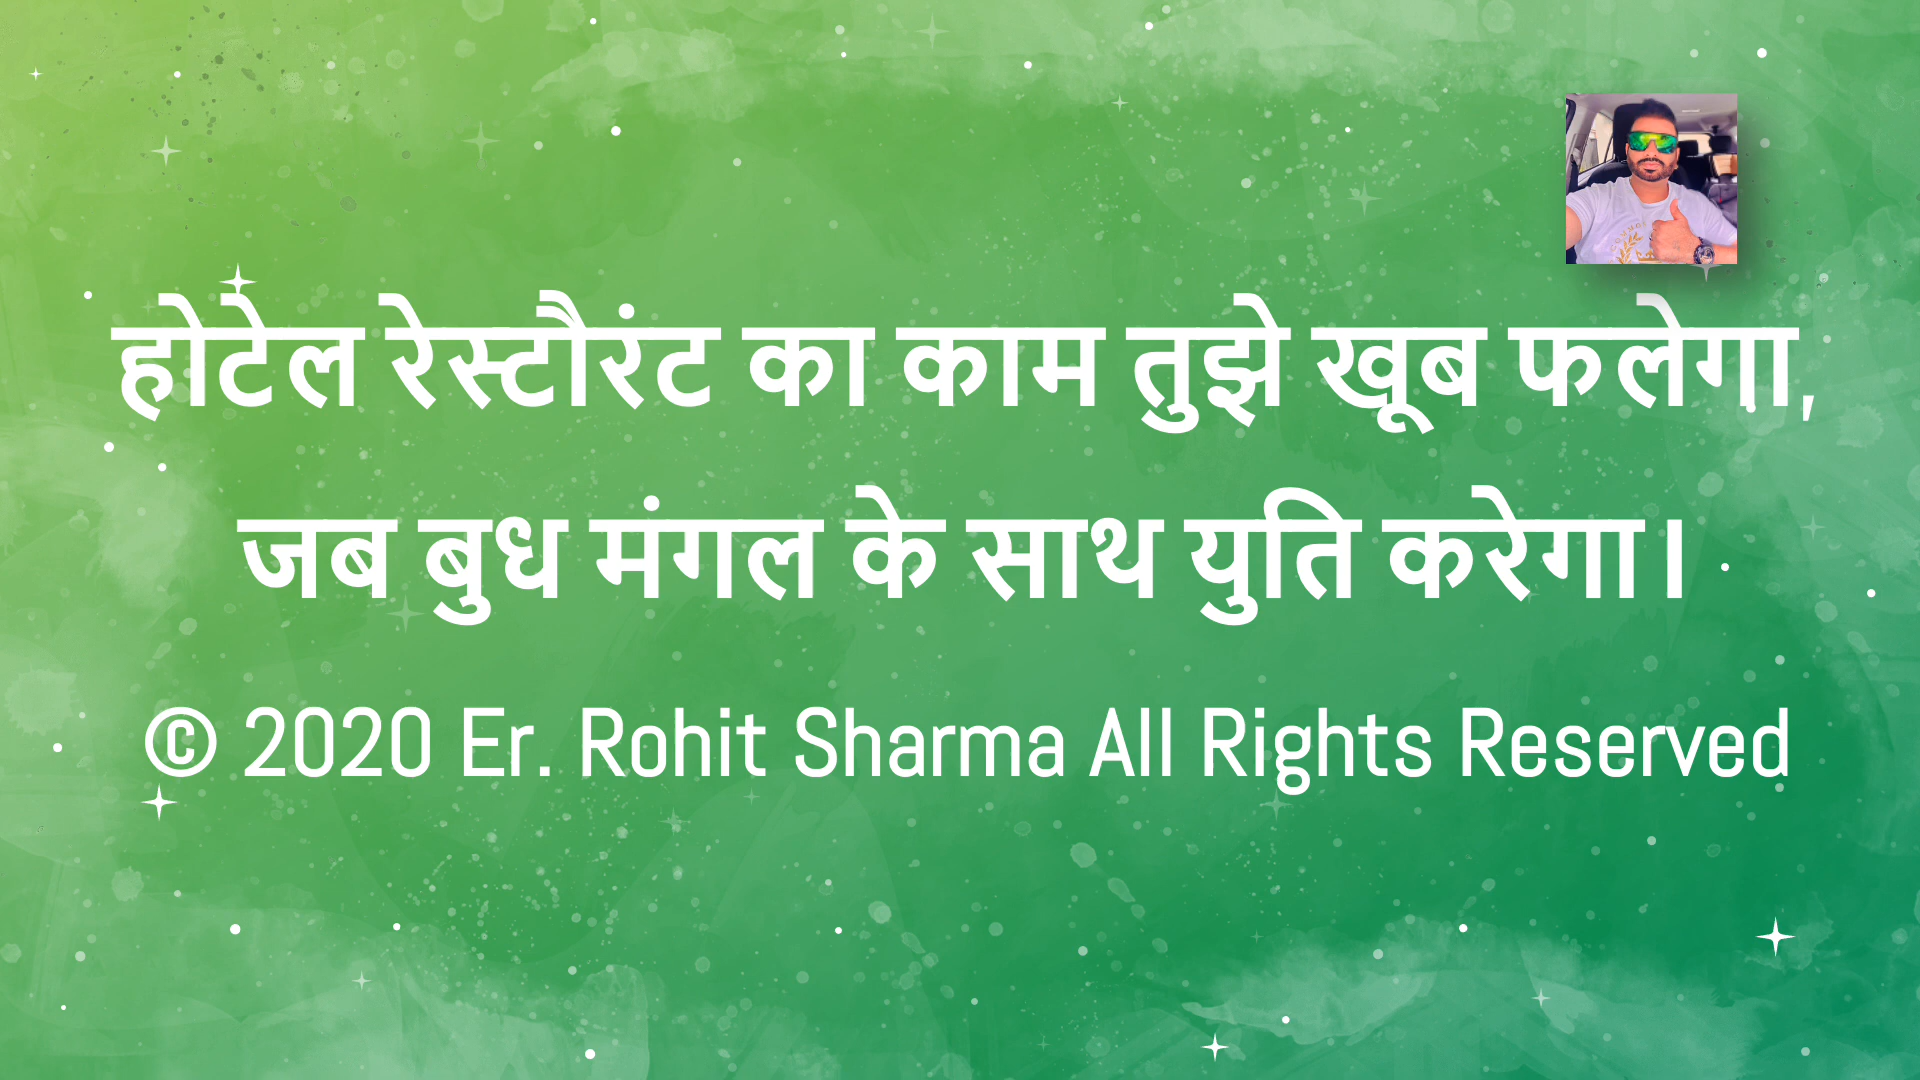 होटेल रेस्टौरंट का काम तुझे खूब फलेगा,
जब बुध मंगल के साथ युति करेगा।
© 2020 Er. Rohit Sharma All Rights Reserved